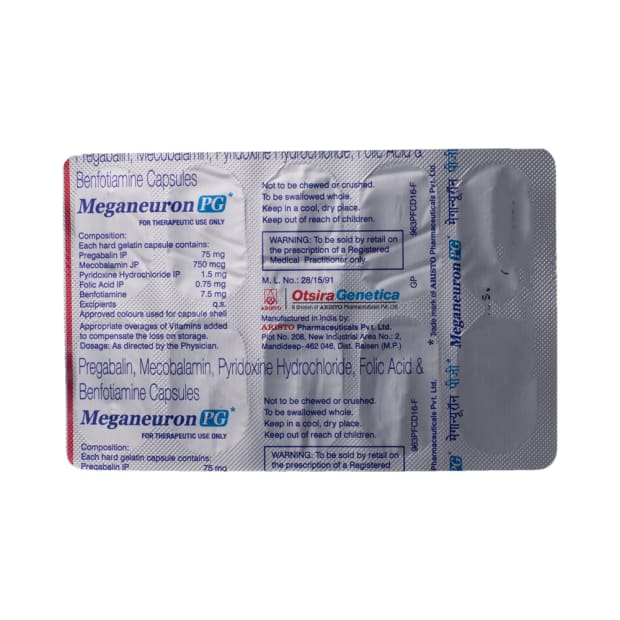 Pregabalin, Mecobalamin, Pyridoxine Hydrochloride, Folic Acid &
Benfotiamine Capsules
Meganeuron PG*
FOR THERAPEUTIC USE ONLY
Composition:
Each hard gelatin capsule contains:
Pregabalin IP 75 mg
Mecobalamin JP 750 mcg
Pyridoxine Hydrochloride IP 1.5 mg
Folic Acid IP 0.75 mg
Benfotiamine 7.5 mg
Excipients q.s.
Approved colours used for capsule shell
Appropriate overages of Vitamins added
to compensate the loss on storage.
Dosage: As directed by the Physician.
Not to be chewed or crushed.
To be swallowed whole.
Keep in a cool, dry place.
Keep out of reach of children.
WARNING: To be sold by retail on
the prescription of a Registered
Medical Practitioner only.
M. L. No.: 28/15/91
ARISTO
OtsiraGenetica
A Division of ARISTO Pharmaceuticals Pvt. Ltd.
Manufactured in India by:
ARISTO Pharmaceuticals Pvt. Ltd.
Plot No. 208, New Industrial Area No.: 2,
Mandideep-462 046, Dist. Raisen (M.P.)
963PFCD16-F
GP
* Trade mark of ARISTO Pharmaceuticals Pvt. Ltd.
Meganeuron PG* मेगान्यूरॉन पीजी
Pregabalin, Mecobalamin, Pyridoxine Hydrochloride, Folic Acid &
Benfotiamine Capsules
Meganeuron PG*
FOR THERAPEUTIC USE ONLY
Composition:
Each hard gelatin capsule contains:
Pregabalin IP 75 mg
Not to be chewed or crushed.
To be swallowed whole.
Keep in a cool, dry place.
Keep out of reach of children.
WARNING: To be sold by retail on
the prescription of a Registered
963PFCD16-F
Pharmaceuticals Pvt. Ltd.
PG* मेगान्यूरॉन पीजी*